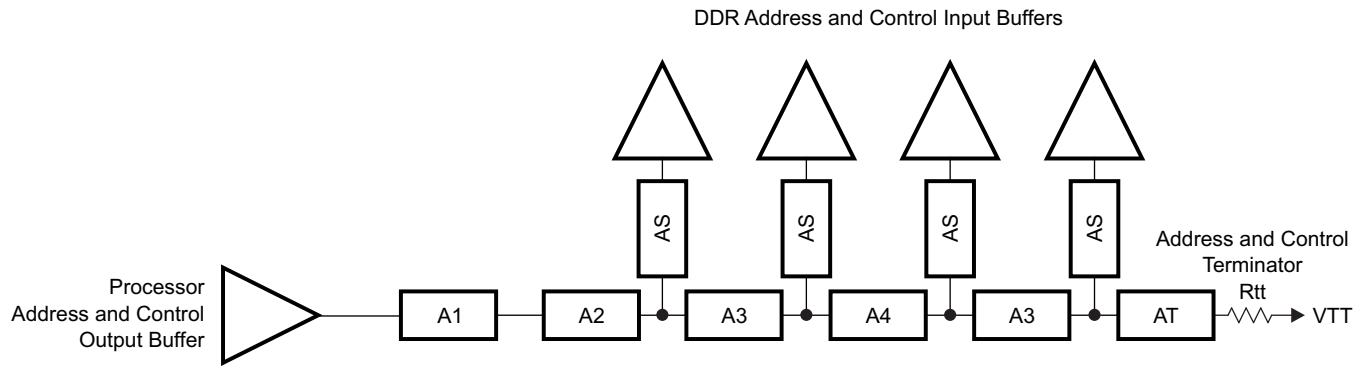 DDR Address and Control Input Buffers
AS
AS
AS
AS
Address and Control
Terminator
Rtt
Processor
Address and Control
Output Buffer
A1
A2
A3
A4
A3
AT
VTT